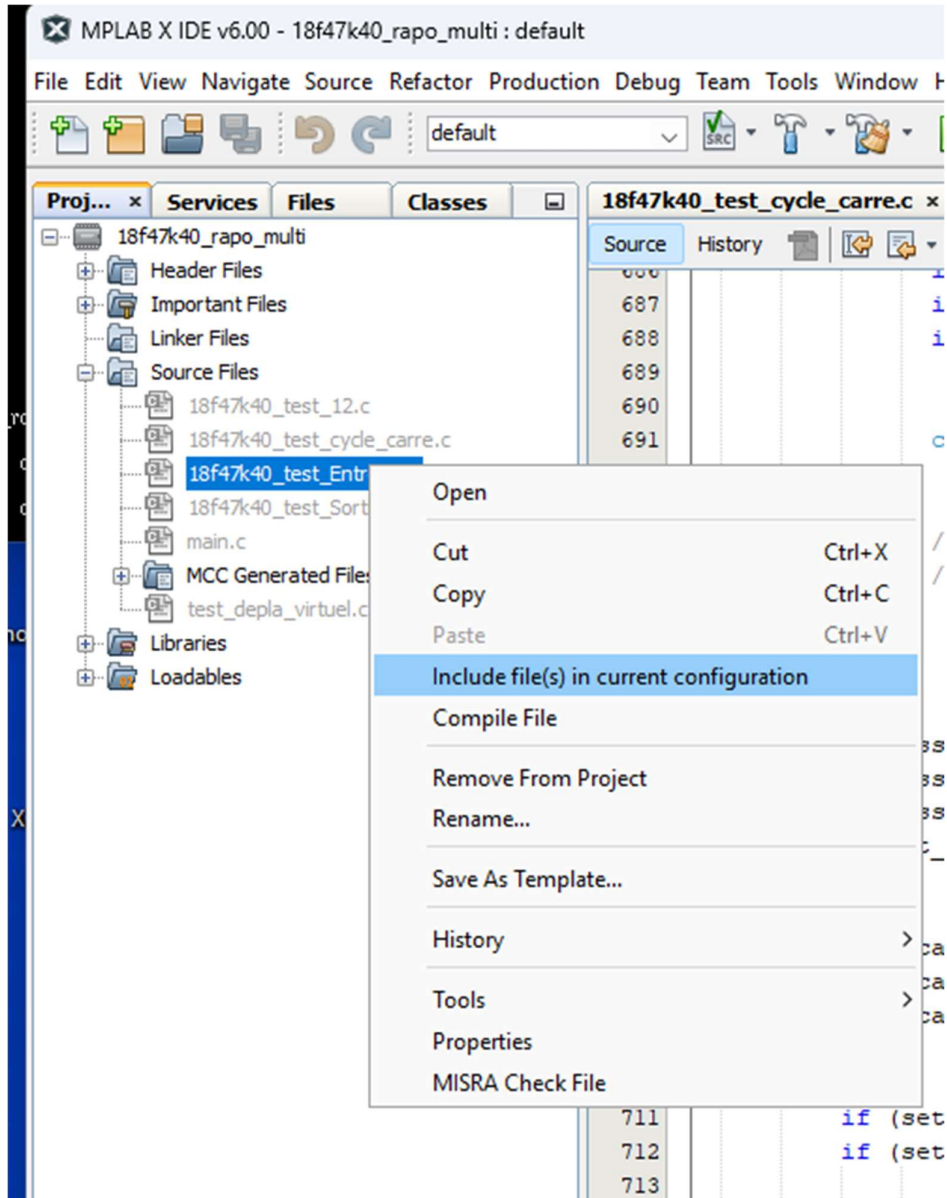 MPLAB X IDE v6.00 - 18f47k40_rapo_multi : default
File Edit View Navigate Source Refactor Production Debug Team Tools Window
default
Proj... × Services Files Classes
18f47k40_test_cycle_carre.c ×
18f47k40_rapo_multi
Source History
Header Files
Important Files
687
Linker Files
688
Source Files
689
18f47k40_test_12.c
690
18f47k40_test_cycle_carre.c
691
18f47k40_test_Entr
Open
18f47k40_test_Sort
main.c
Cut Ctrl+X
MCC Generated Files
Copy Ctrl+C
test_depla_virtuel.c
Paste Ctrl+V
Libraries
Include file(s) in current configuration
Loadables
Compile File
Remove From Project
Rename...
Save As Template...
History >
Tools >
Properties
MISRA Check File
711 if (set
712 if (set
713